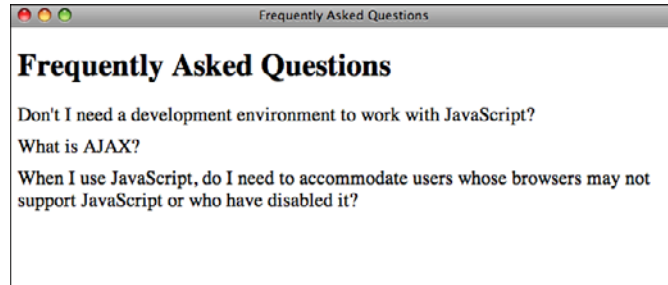 Frequently Asked Questions
Frequently Asked Questions
Don't I need a development environment to work with JavaScript?
What is AJAX?
When I use JavaScript, do I need to accommodate users whose browsers may not
support JavaScript or who have disabled it?